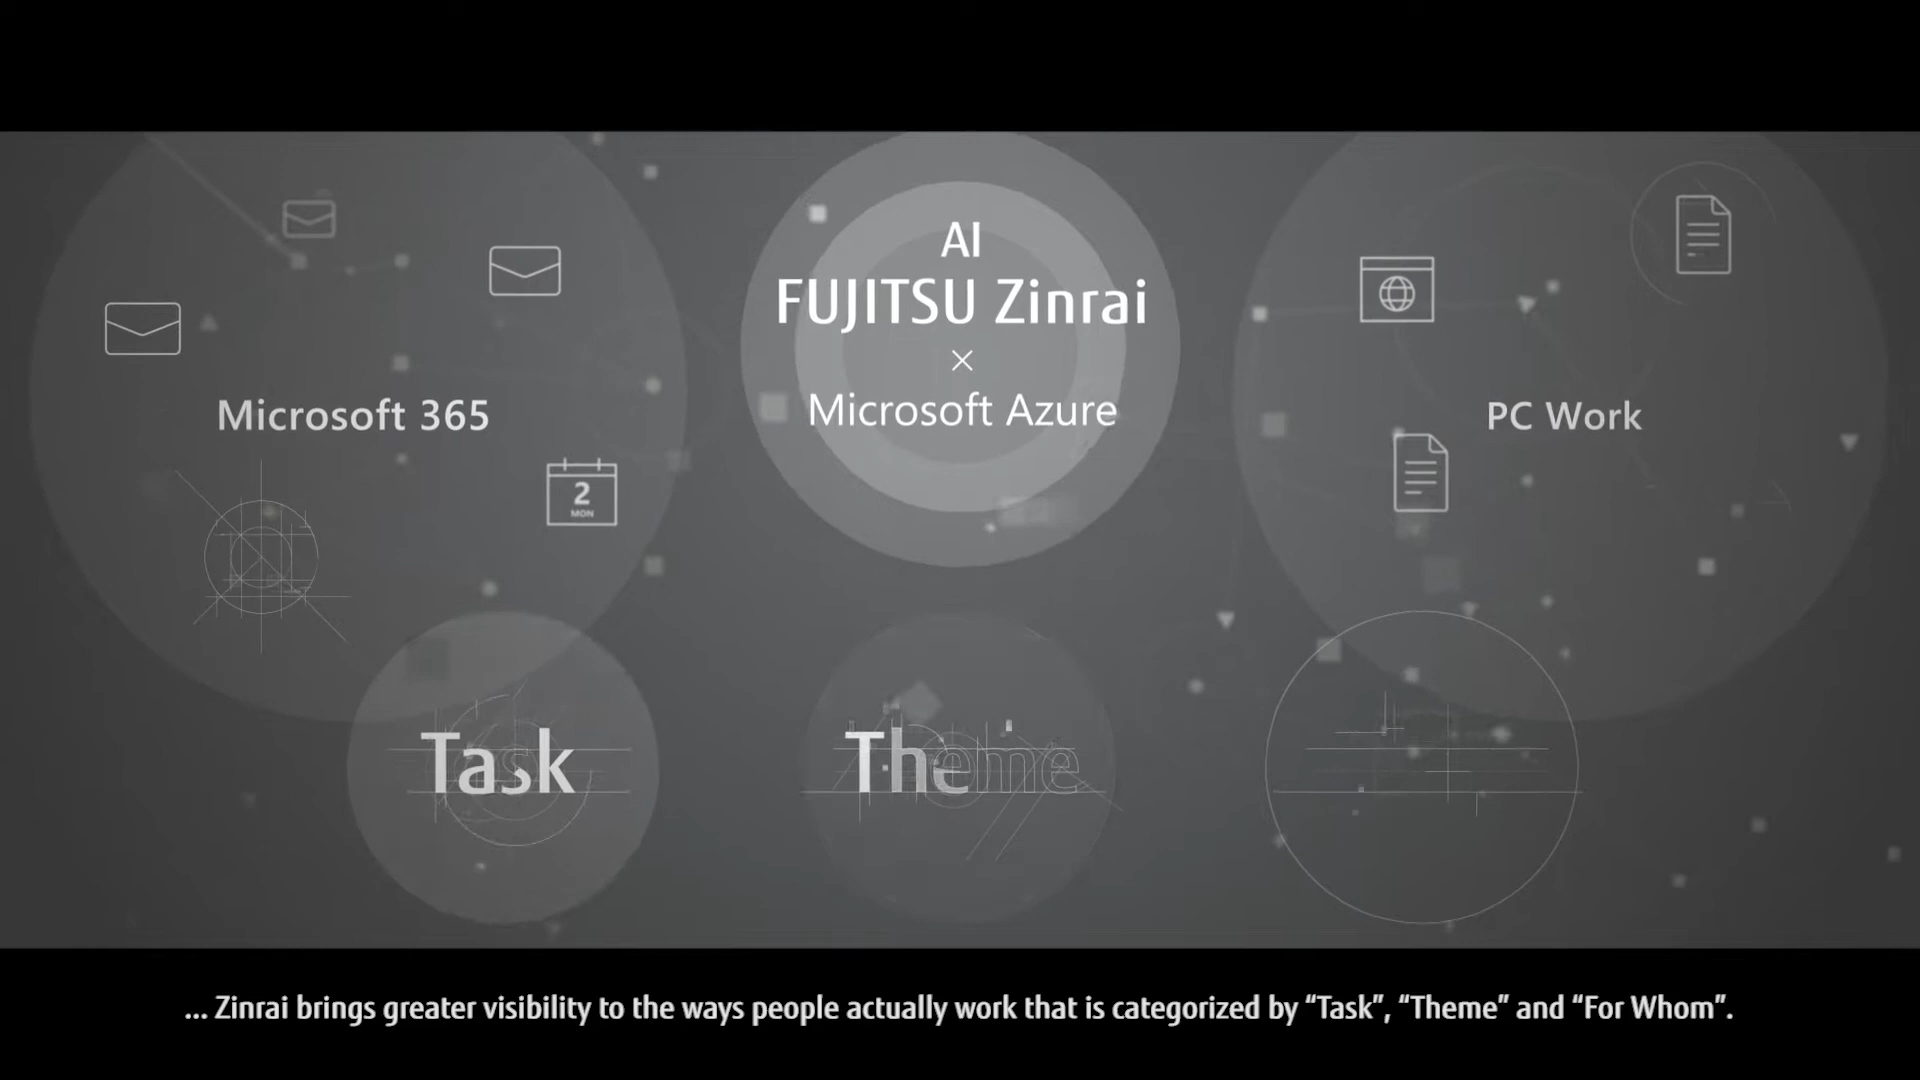 AI
FUJITSU Zinrai
×
Microsoft Azure
Microsoft 365
PC Work
2
MON
Task
Theme
... Zinrai brings greater visibility to the ways people actually work that is categorized by “Task”, “Theme” and “For Whom”.